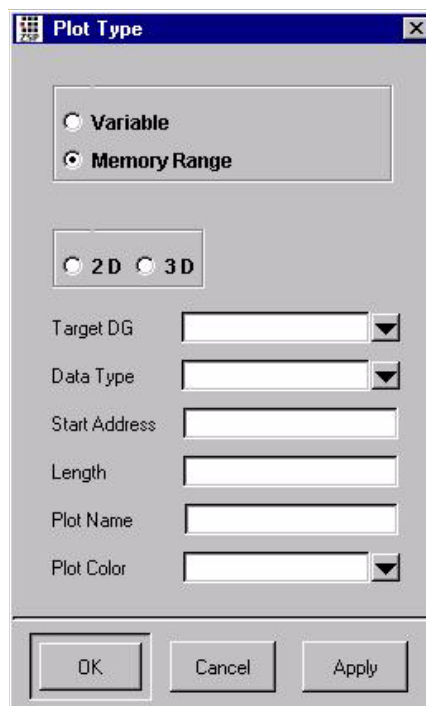 Plot Type
Variable
Memory Range
2D 3D
Target DG
Data Type
Start Address
Length
Plot Name
Plot Color
OK Cancel Apply